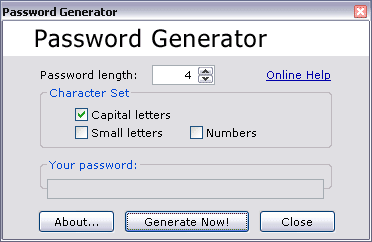 Password Generator
Password Generator
Password length: 4 Online Help
Character Set
Capital letters
Small letters Numbers
Your password:
About... Generate Now! Close